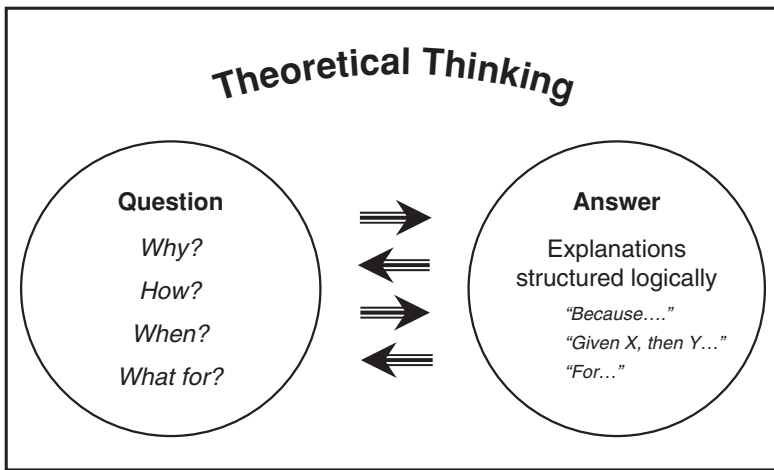 Theoretical Thinking
Question
Why?
How?
When?
What for?
Answer
Explanations
structured logically
“Because….”
“Given X, then Y…”
“For…”